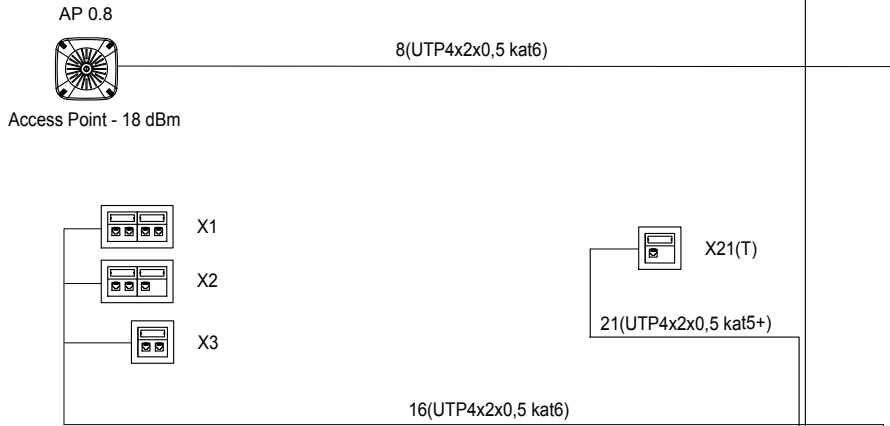 AP 0.8
8(UTP4x2x0,5 kat6)
Access Point - 18 dBm
X1
X21(T)
X2
21(UTP4x2x0,5 kat5+)
X3
16(UTP4x2x0,5 kat6)